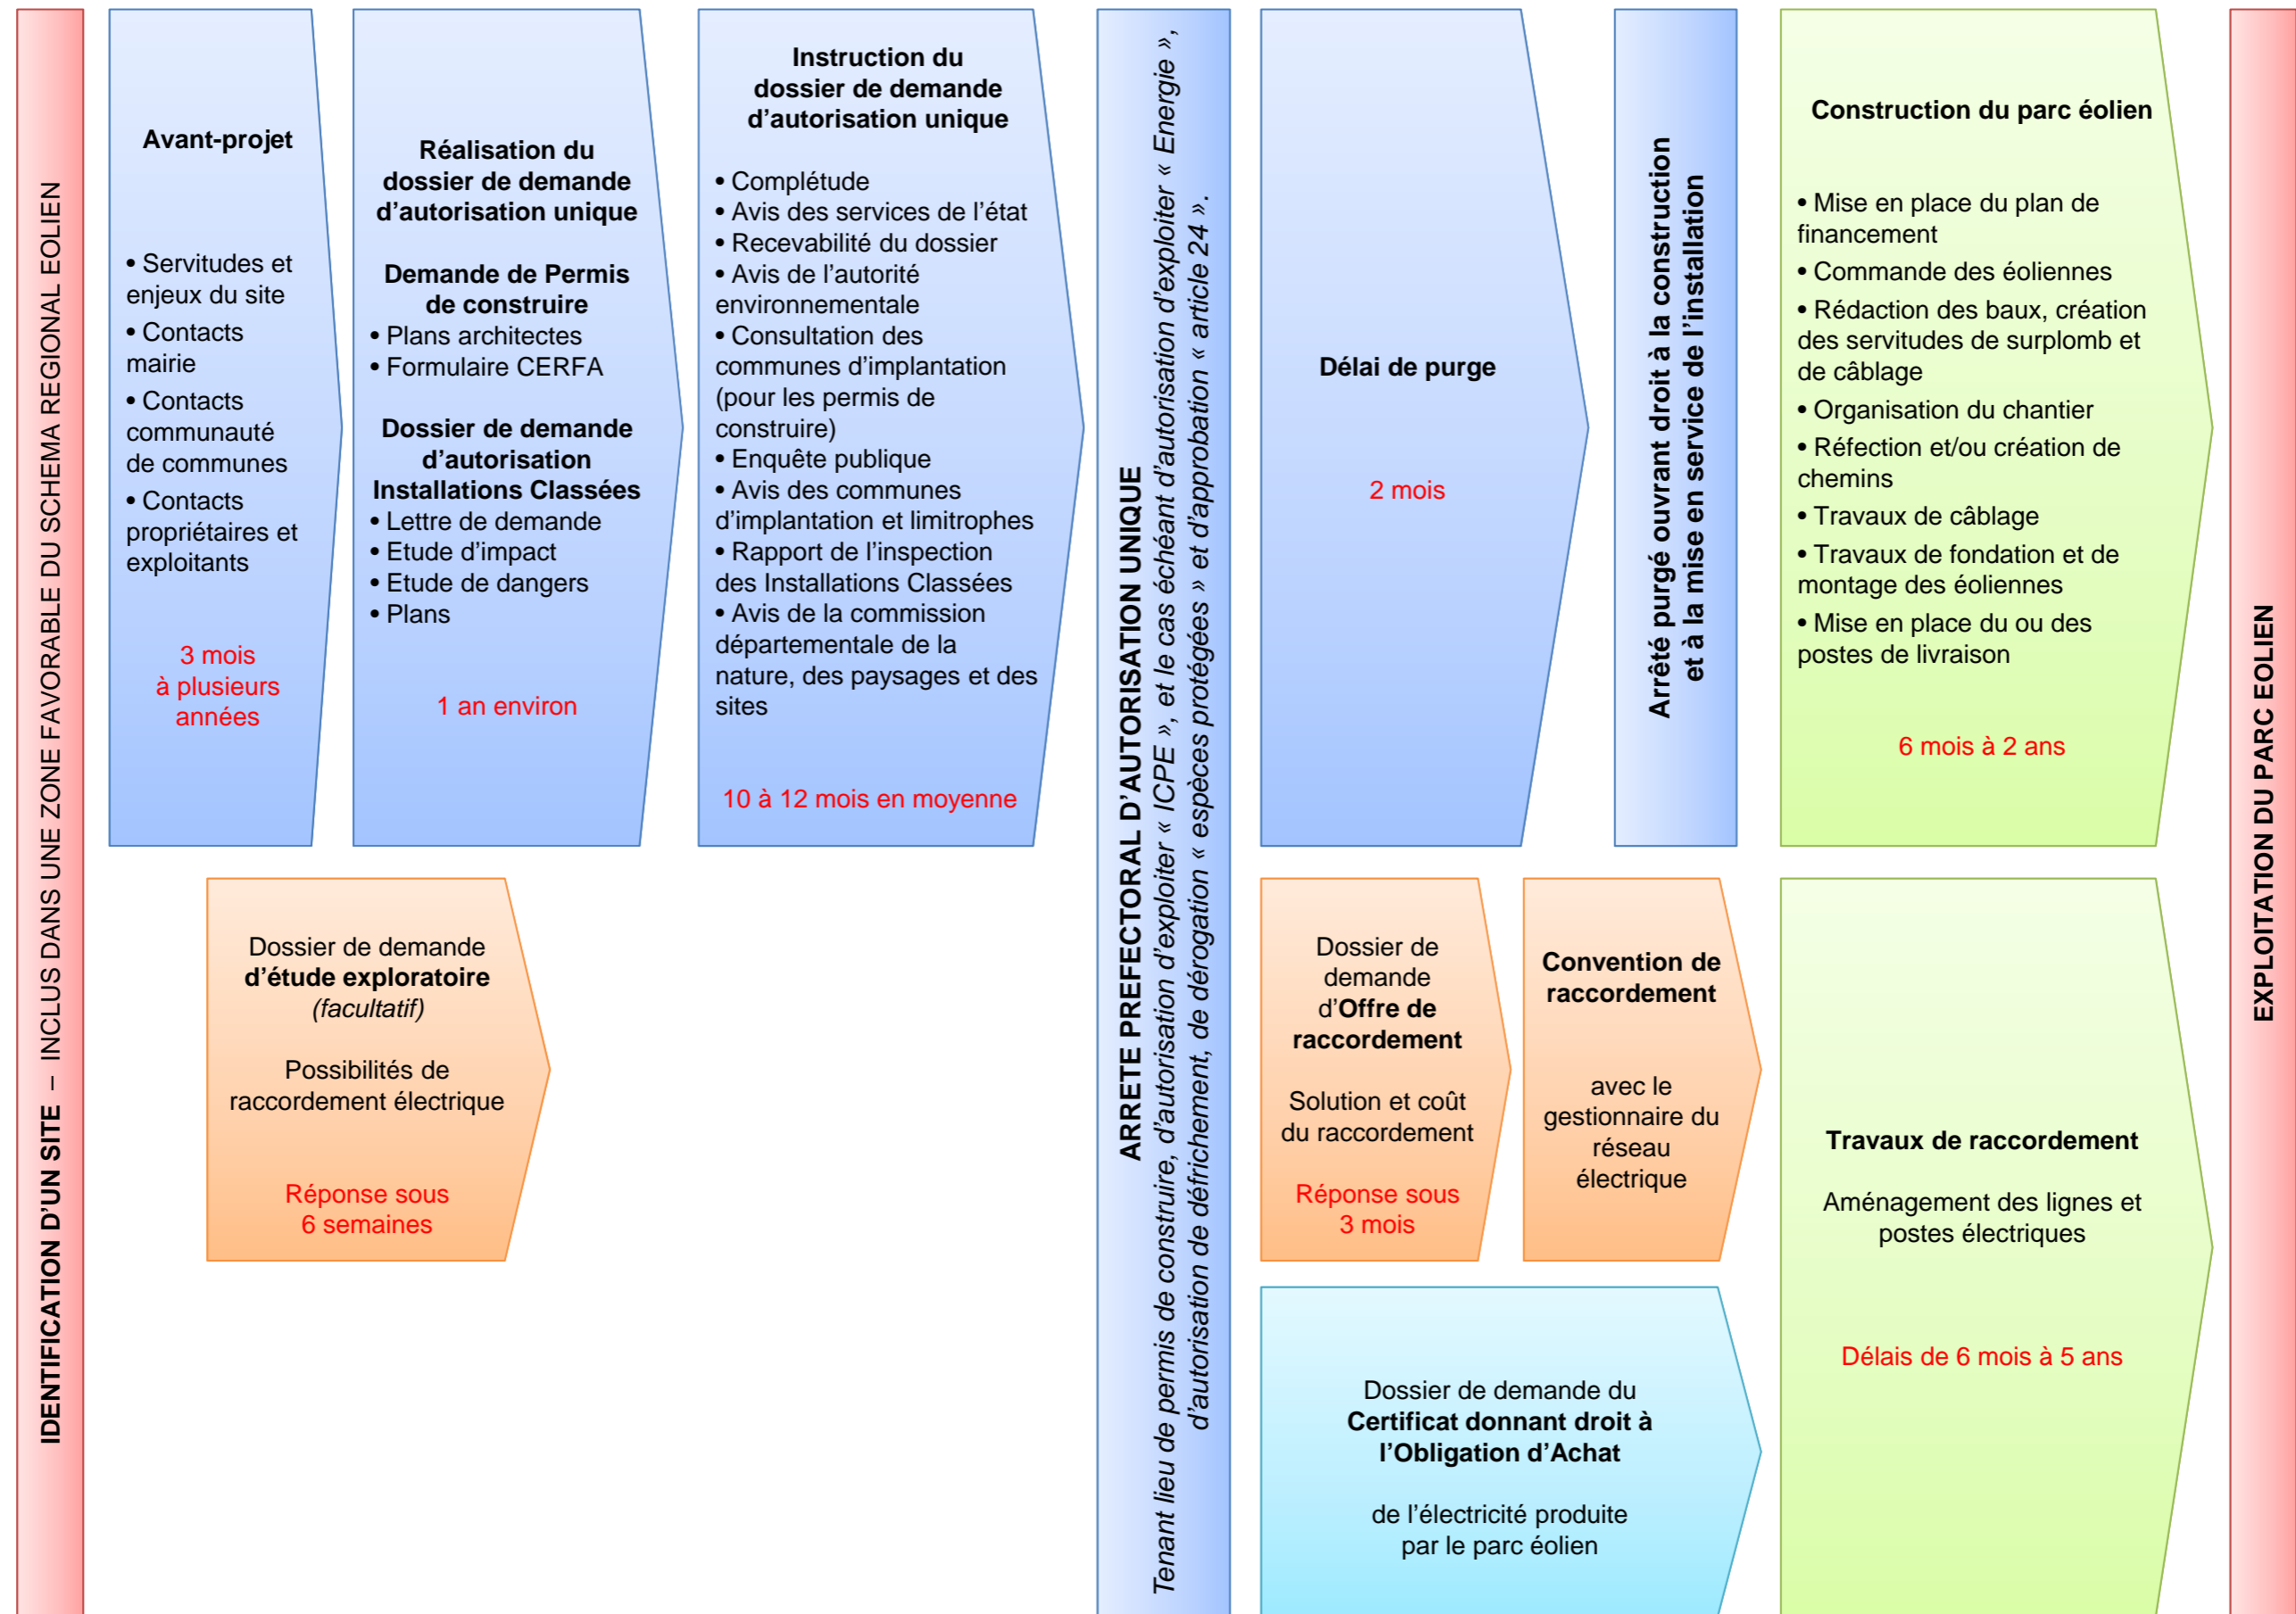 IDENTIFICATION D'UN SITE – INCLUS DANS UNE ZONE FAVORABLE DU SCHEMA REGIONAL EOLIEN
Avant-projet
• Servitudes et
enjeux du site
• Contacts
mairie
• Contacts
communauté
de communes
• Contacts
propriétaires et
exploitants
3 mois
à plusieurs
années
Réalisation du
dossier de demande
d'autorisation unique
Demande de Permis
de construire
• Plans architectes
• Formulaire CERFA
Dossier de demande
d'autorisation
Installations Classées
• Lettre de demande
• Etude d'impact
• Etude de dangers
• Plans
1 an environ
Instruction du
dossier de demande
d'autorisation unique
• Complétude
• Avis des services de l'état
• Recevabilité du dossier
• Avis de l'autorité
environnementale
• Consultation des
communes d'implantation
(pour les permis de
construire)
• Enquête publique
• Avis des communes
d'implantation et limitrophes
• Rapport de l'inspection
des Installations Classées
• Avis de la commission
départementale de la
nature, des paysages et des
sites
10 à 12 mois en moyenne
Dossier de demande
d'étude exploratoire
(facultatif)
Possibilités de
raccordement électrique
Réponse sous
6 semaines
ARRETE PREFECTORAL D'AUTORISATION UNIQUE
Tenant lieu de permis de construire, d'autorisation d'exploiter « ICPE », et le cas échéant d'autorisation d'exploiter « Energie »,
d'autorisation de défrichement, de dérogation « espèces protégées » et d'approbation « article 24 ».
Délai de purge
2 mois
Arrêté purgé ouvrant droit à la construction
et à la mise en service de l'installation
Dossier de
demande
d'Offre de
raccordement
Solution et coût
du raccordement
Réponse sous
3 mois
Convention de
raccordement
avec le
gestionnaire du
réseau
électrique
Dossier de demande du
Certificat donnant droit à
l'Obligation d'Achat
de l'électricité produite
par le parc éolien
Construction du parc éolien
• Mise en place du plan de
financement
• Commande des éoliennes
• Rédaction des baux, création
des servitudes de surplomb et
de câblage
• Organisation du chantier
• Réfection et/ou création de
chemins
• Travaux de câblage
• Travaux de fondation et de
montage des éoliennes
• Mise en place du ou des
postes de livraison
6 mois à 2 ans
Travaux de raccordement
Aménagement des lignes et
postes électriques
Délais de 6 mois à 5 ans
EXPLOITATION DU PARC EOLIEN